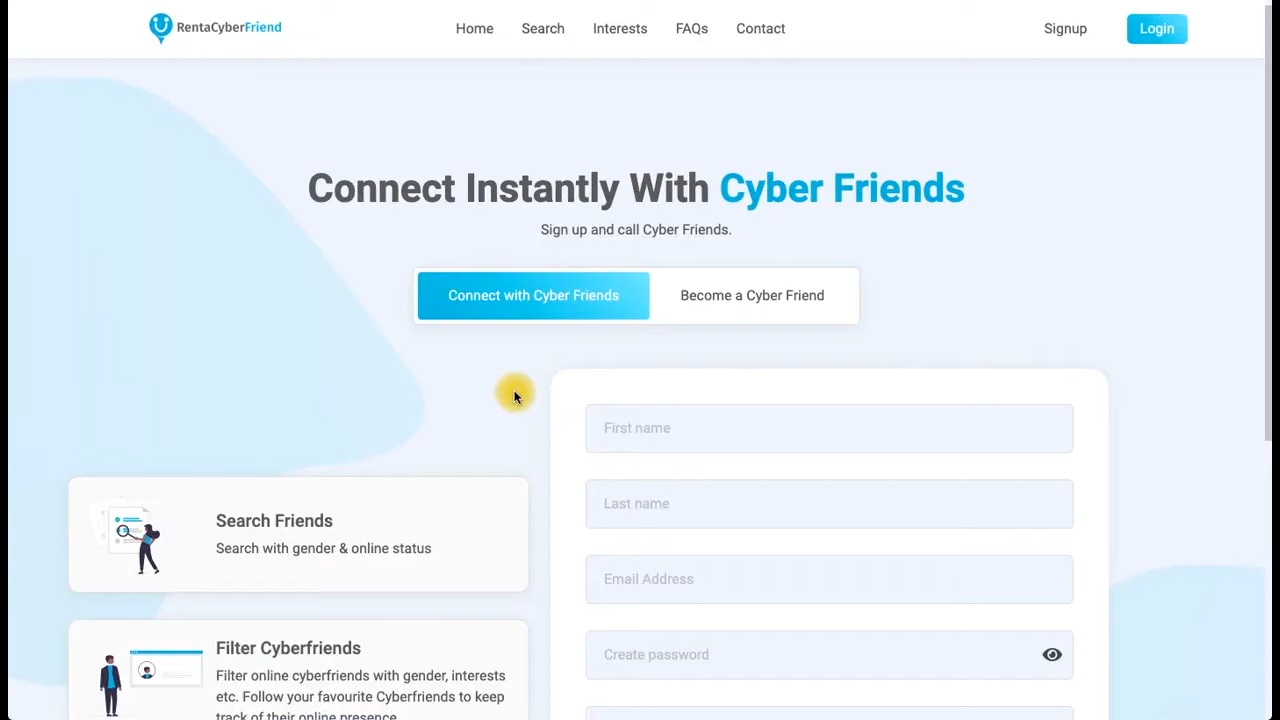 RentaCyberFriend
Home Search Interests FAQs Contact Signup Login
Connect Instantly With Cyber Friends
Sign up and call Cyber Friends.
Connect with Cyber Friends Become a Cyber Friend
First name
Last name
Email Address
Create password
Search Friends
Search with gender & online status
Filter Cyberfriends
Filter online cyberfriends with gender, interests
etc. Follow your favourite Cyberfriends to keep
track of their online presence